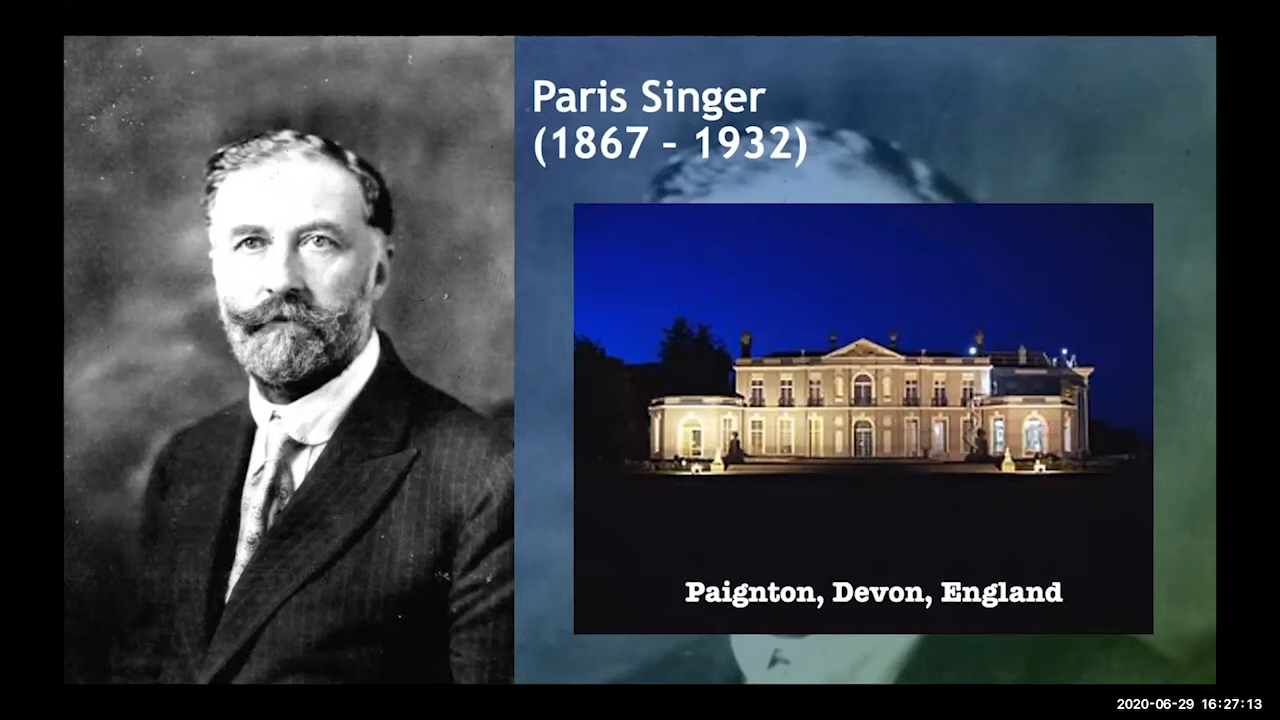 Paris Singer
(1867 - 1932)
Paignton, Devon, England
2020-06-29 16:27:13